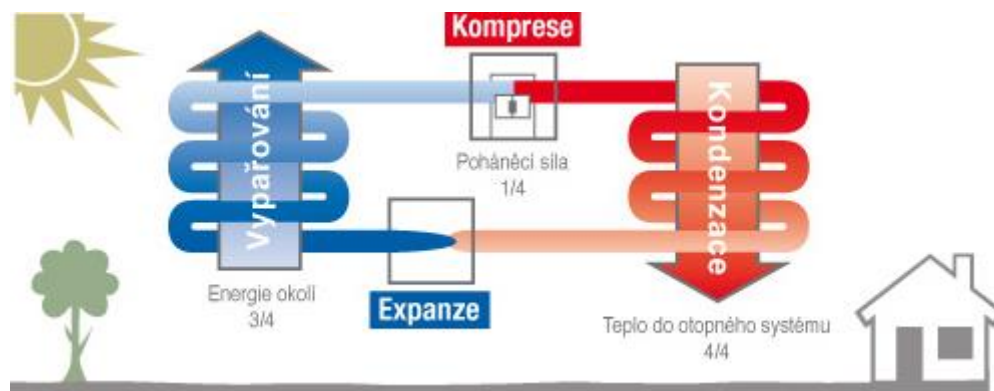 Komprese
Vypařování
Kondenzace
Poháněcí síla
1/4
Energie okolí
3/4
Expanze
Teplo do otopného systému
4/4